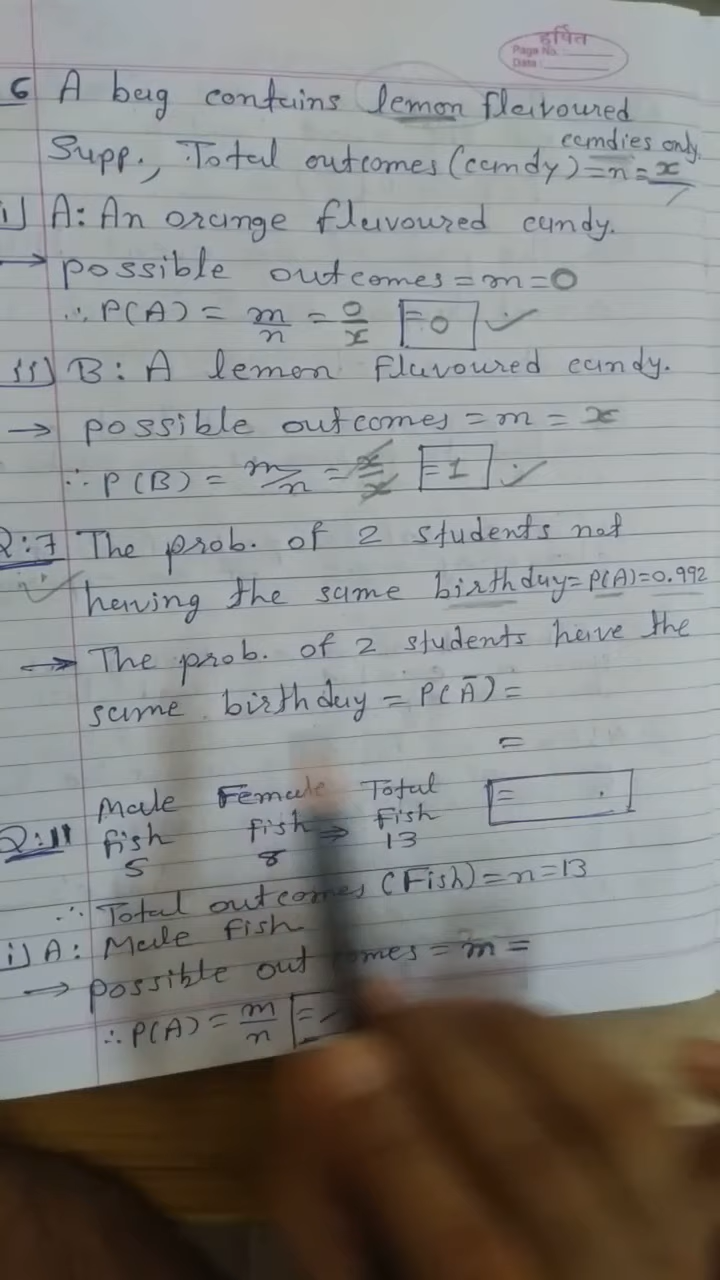 हर्षित
Page No.:
Date:
6 A bag contains lemon flavoured
candies only.
Supp., Total outcomes (candy) = n = x
i) A: An orange flavoured candy.
→ possible outcomes = m = 0
∴ P(A) = m/n = 0/x = 0
ii) B: A lemon flavoured candy.
→ possible outcomes = m = x
∴ P(B) = m/n = x/x = 1
Q:7 The prob. of 2 students not
having the same birthday = P(A) = 0.992
→ The prob. of 2 students have the
same birthday = P(Ā) =
=
=
Q:11 Male fish Female fish → Total fish
5 8 13
∴ Total outcomes (Fish) = n = 13
i) A: Male fish
→ possible outcomes = m =
∴ P(A) = m/n =